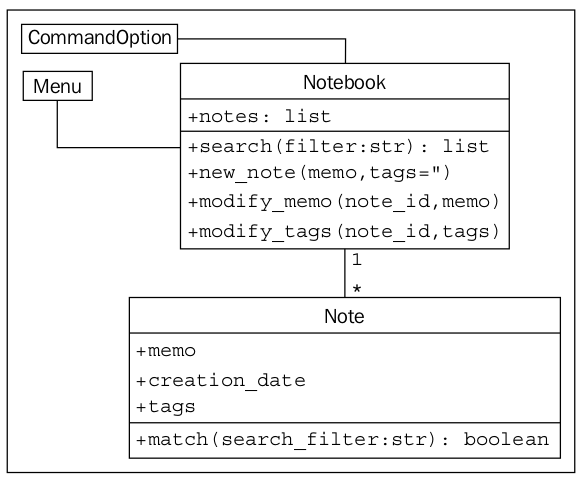 CommandOption
Menu
Notebook
+notes: list
+search(filter:str): list
+new_note(memo,tags=")
+modify_memo(note_id,memo)
+modify_tags(note_id,tags)
1
*
Note
+memo
+creation_date
+tags
+match(search_filter:str): boolean